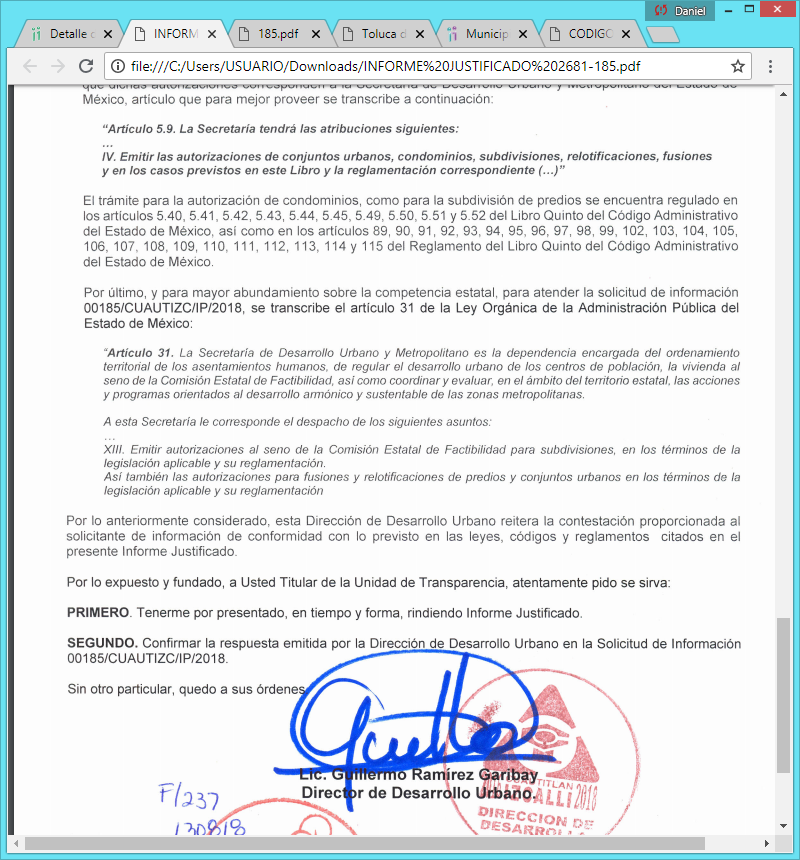 Daniel
Detalle d
INFORM
185.pdf
Toluca d
Municip
CODIGO
file:///C:/Users/USUARIO/Downloads/INFORME%20JUSTIFICADO%202681-185.pdf
que dichas autorizaciones corresponden a la Secretaría de Desarrollo Urbano y Metropolitano del Estado de
México, artículo que para mejor proveer se transcribe a continuación:
“Artículo 5.9. La Secretaría tendrá las atribuciones siguientes:
...
IV. Emitir las autorizaciones de conjuntos urbanos, condominios, subdivisiones, relotificaciones, fusiones
y en los casos previstos en este Libro y la reglamentación correspondiente (…)”
El trámite para la autorización de condominios, como para la subdivisión de predios se encuentra regulado en
los artículos 5.40, 5.41, 5.42, 5.43, 5.44, 5.45, 5.49, 5.50, 5.51 y 5.52 del Libro Quinto del Código Administrativo
del Estado de México, así como en los artículos 89, 90, 91, 92, 93, 94, 95, 96, 97, 98, 99, 102, 103, 104, 105,
106, 107, 108, 109, 110, 111, 112, 113, 114 y 115 del Reglamento del Libro Quinto del Código Administrativo
del Estado de México.
Por último, y para mayor abundamiento sobre la competencia estatal, para atender la solicitud de información
00185/CUAUTIZC/IP/2018, se transcribe el artículo 31 de la Ley Orgánica de la Administración Pública del
Estado de México:
“Artículo 31. La Secretaría de Desarrollo Urbano y Metropolitano es la dependencia encargada del ordenamiento
territorial de los asentamientos humanos, de regular el desarrollo urbano de los centros de población, la vivienda al
seno de la Comisión Estatal de Factibilidad, así como coordinar y evaluar, en el ámbito del territorio estatal, las acciones
y programas orientados al desarrollo armónico y sustentable de las zonas metropolitanas.
A esta Secretaría le corresponde el despacho de los siguientes asuntos:
...
XIII. Emitir autorizaciones al seno de la Comisión Estatal de Factibilidad para subdivisiones, en los términos de la
legislación aplicable y su reglamentación.
Así también las autorizaciones para fusiones y relotificaciones de predios y conjuntos urbanos en los términos de la
legislación aplicable y su reglamentación
Por lo anteriormente considerado, esta Dirección de Desarrollo Urbano reitera la contestación proporcionada al
solicitante de información de conformidad con lo previsto en las leyes, códigos y reglamentos citados en el
presente Informe Justificado.
Por lo expuesto y fundado, a Usted Titular de la Unidad de Transparencia, atentamente pido se sirva:
PRIMERO. Tenerme por presentado, en tiempo y forma, rindiendo Informe Justificado.
SEGUNDO. Confirmar la respuesta emitida por la Dirección de Desarrollo Urbano en la Solicitud de Información
00185/CUAUTIZC/IP/2018.
Sin otro particular, quedo a sus órdenes
Lic. Guillermo Ramírez Garibay
Director de Desarrollo Urbano.
CUAUTITLAN
IZCALLI 2018
DIRECCION DE
DESARROLLO
F/237
130818